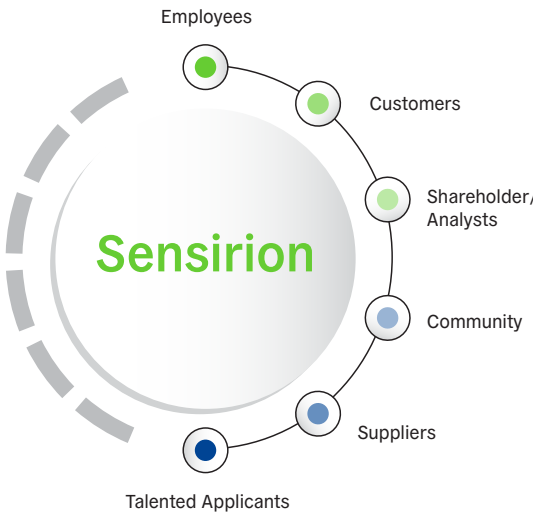 Employees
Customers
Shareholder/
Analysts
Sensirion
Community
Suppliers
Talented Applicants